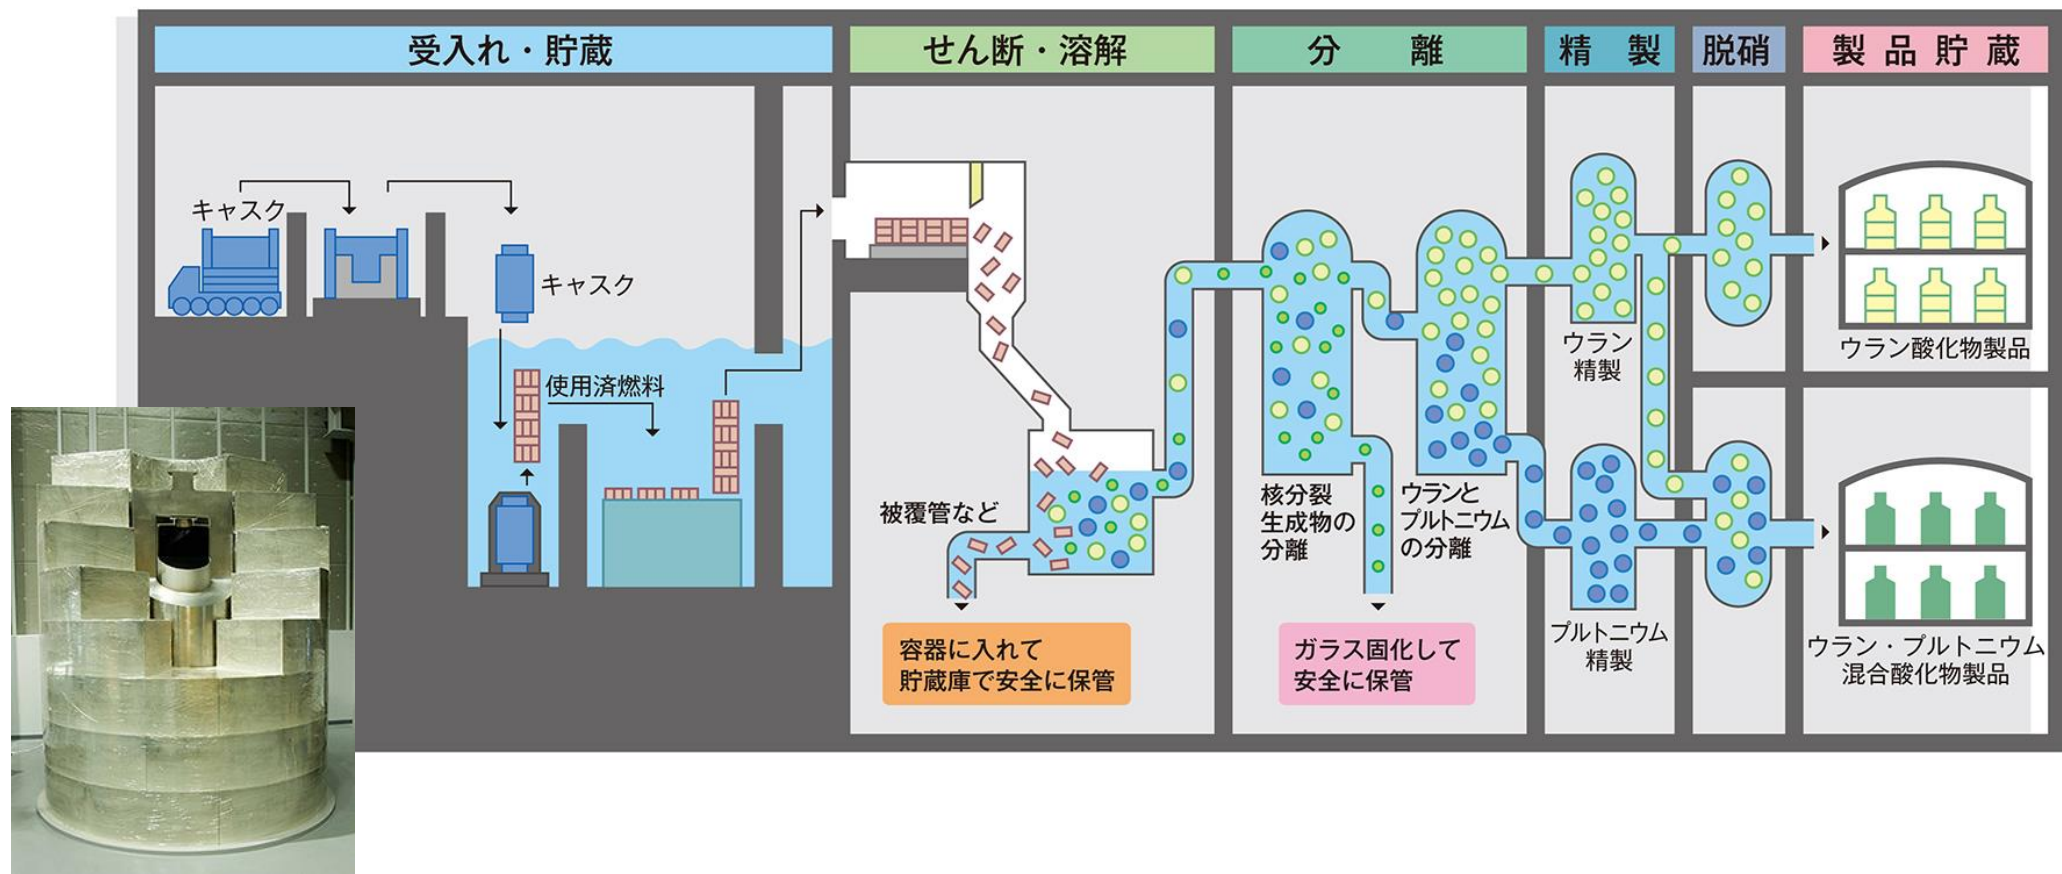 受入れ・貯蔵
せん断・溶解
分離
精製
脱硝
製品貯蔵
キャスク
キャスク
使用済燃料
被覆管など
容器に入れて
貯蔵庫で安全に保管
核分裂
生成物の
分離
ウランと
プルトニウム
の分離
ガラス固化して
安全に保管
ウラン
精製
プルトニウム
精製
ウラン酸化物製品
ウラン・プルトニウム
混合酸化物製品